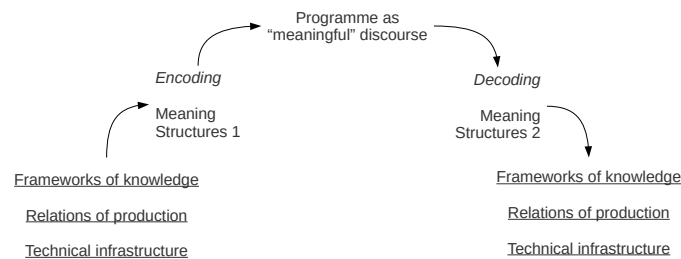 Programme as
“meaningful” discourse
Encoding
Meaning
Structures 1
Decoding
Meaning
Structures 2
Frameworks of knowledge
Relations of production
Technical infrastructure
Frameworks of knowledge
Relations of production
Technical infrastructure